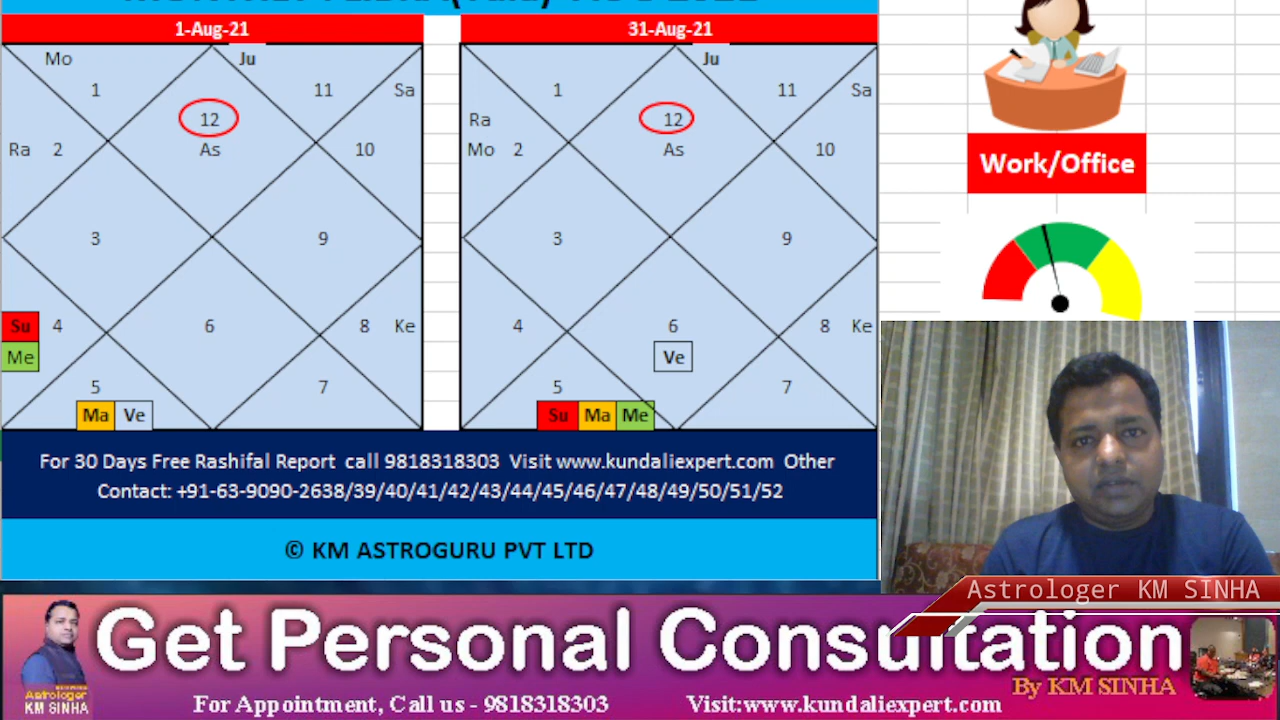 1-Aug-21
31-Aug-21
Mo
Ju
1
12
11
Sa
As
Ra
2
10
3
9
Su
4
6
8
Ke
Me
5
7
Ma
Ve
Ju
1
12
11
Sa
Ra
As
Mo
2
10
3
9
4
6
8
Ke
Ve
5
7
Su
Ma
Me
Work/Office
For 30 Days Free Rashifal Report call 9818318303 Visit www.kundaliexpert.com Other
Contact: +91-63-9090-2638/39/40/41/42/43/44/45/46/47/48/49/50/51/52
© KM ASTROGURU PVT LTD
Astrologer KM SINHA
Get Personal Consultation
By KM SINHA
Astrologer
KM SINHA
For Appointment, Call us - 9818318303
Visit:www.kundaliexpert.com